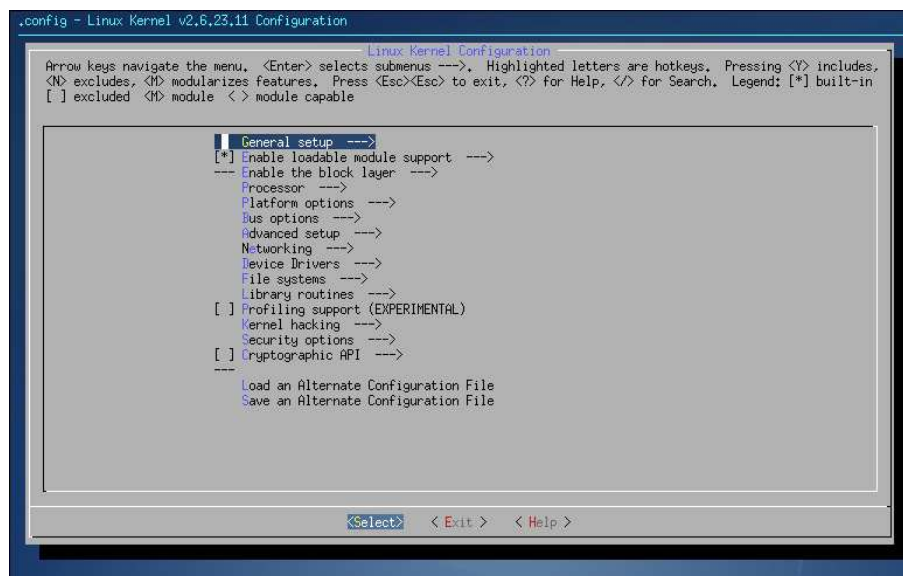 .config - Linux Kernel v2.6.23.11 Configuration
Linux Kernel Configuration
Arrow keys navigate the menu. <Enter> selects submenus --->. Highlighted letters are hotkeys. Pressing <Y> includes,
<N> excludes, <M> modularizes features. Press <Esc><Esc> to exit, <?> for Help, </> for Search. Legend: [*] built-in
[ ] excluded <M> module < > module capable
General setup --->
[*] Enable loadable module support --->
--- Enable the block layer --->
Processor --->
Platform options --->
Bus options --->
Advanced setup --->
Networking --->
Device Drivers --->
File systems --->
Library routines --->
[ ] Profiling support (EXPERIMENTAL)
Kernel hacking --->
Security options --->
[ ] Cryptographic API --->
---
Load an Alternate Configuration File
Save an Alternate Configuration File
<Select> < Exit > < Help >